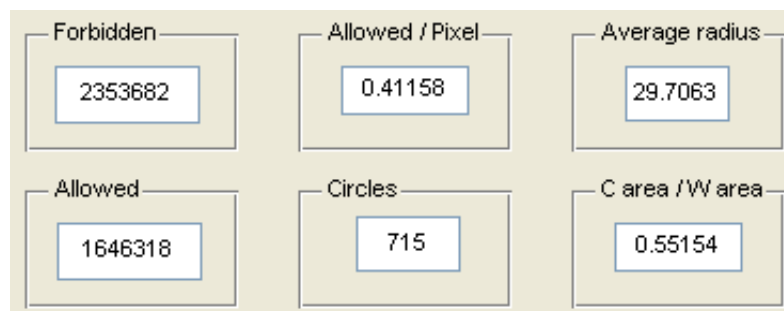 Forbidden
Allowed / Pixel
Average radius
2353682
0.41158
29.7063
Allowed
Circles
C area / W area
1646318
715
0.55154